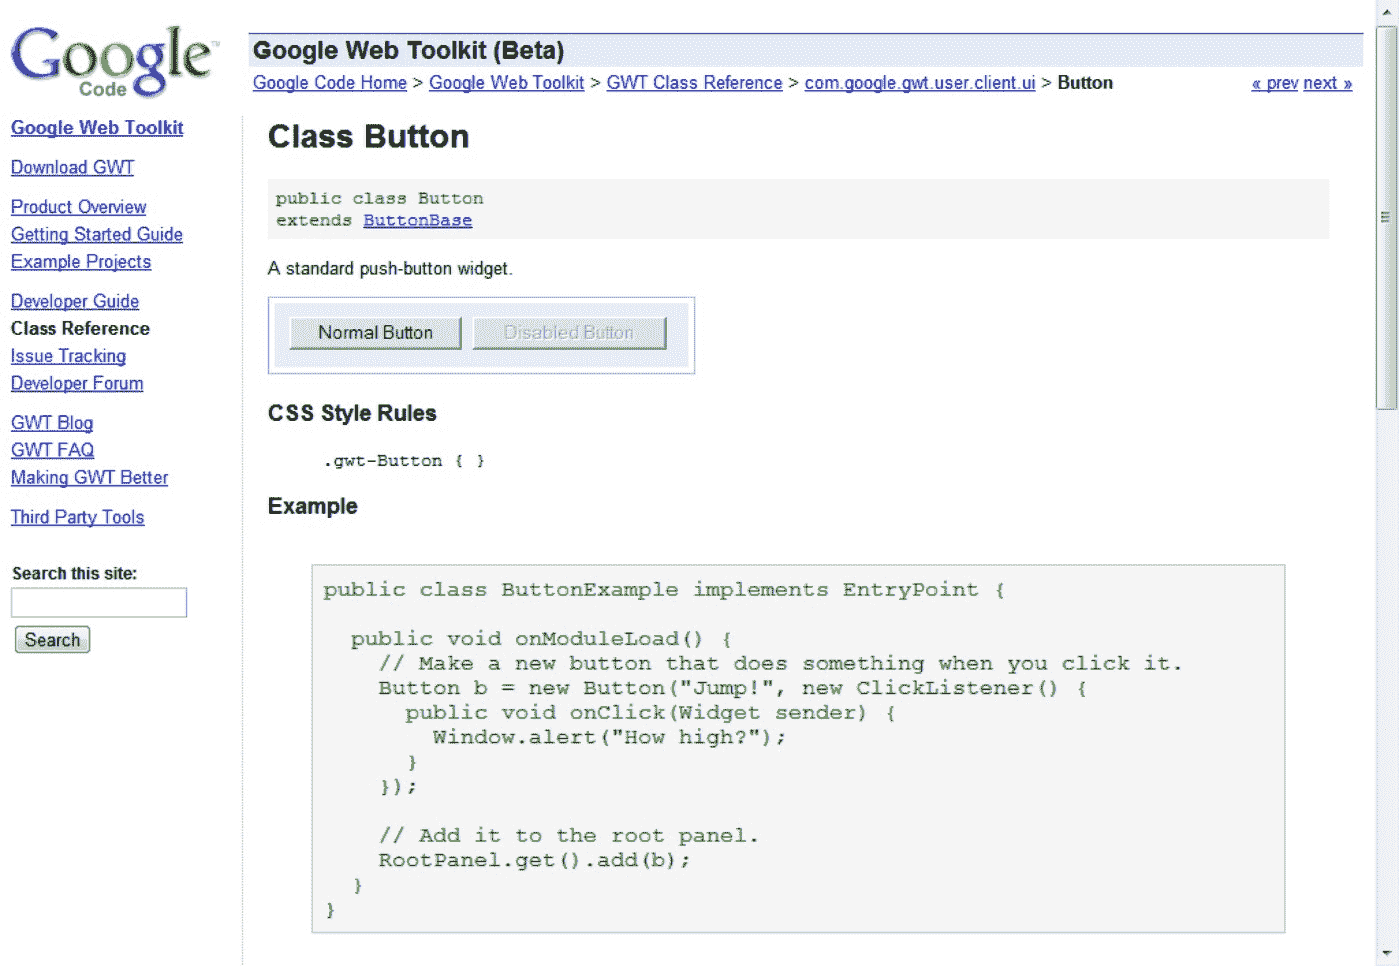 Google™
Code
Google Web Toolkit (Beta)
Google Code Home > Google Web Toolkit > GWT Class Reference > com.google.gwt.user.client.ui > Button
« prev next »
Google Web Toolkit
Download GWT
Product Overview
Getting Started Guide
Example Projects
Developer Guide
Class Reference
Issue Tracking
Developer Forum
GWT Blog
GWT FAQ
Making GWT Better
Third Party Tools
Search this site:
Search
Class Button
public class Button
extends ButtonBase
A standard push-button widget.
Normal Button
Disabled Button
CSS Style Rules
.gwt-Button { }
Example
public class ButtonExample implements EntryPoint {
public void onModuleLoad() {
// Make a new button that does something when you click it.
Button b = new Button("Jump!", new ClickListener() {
public void onClick(Widget sender) {
Window.alert("How high?");
}
});
// Add it to the root panel.
RootPanel.get().add(b);
}
}